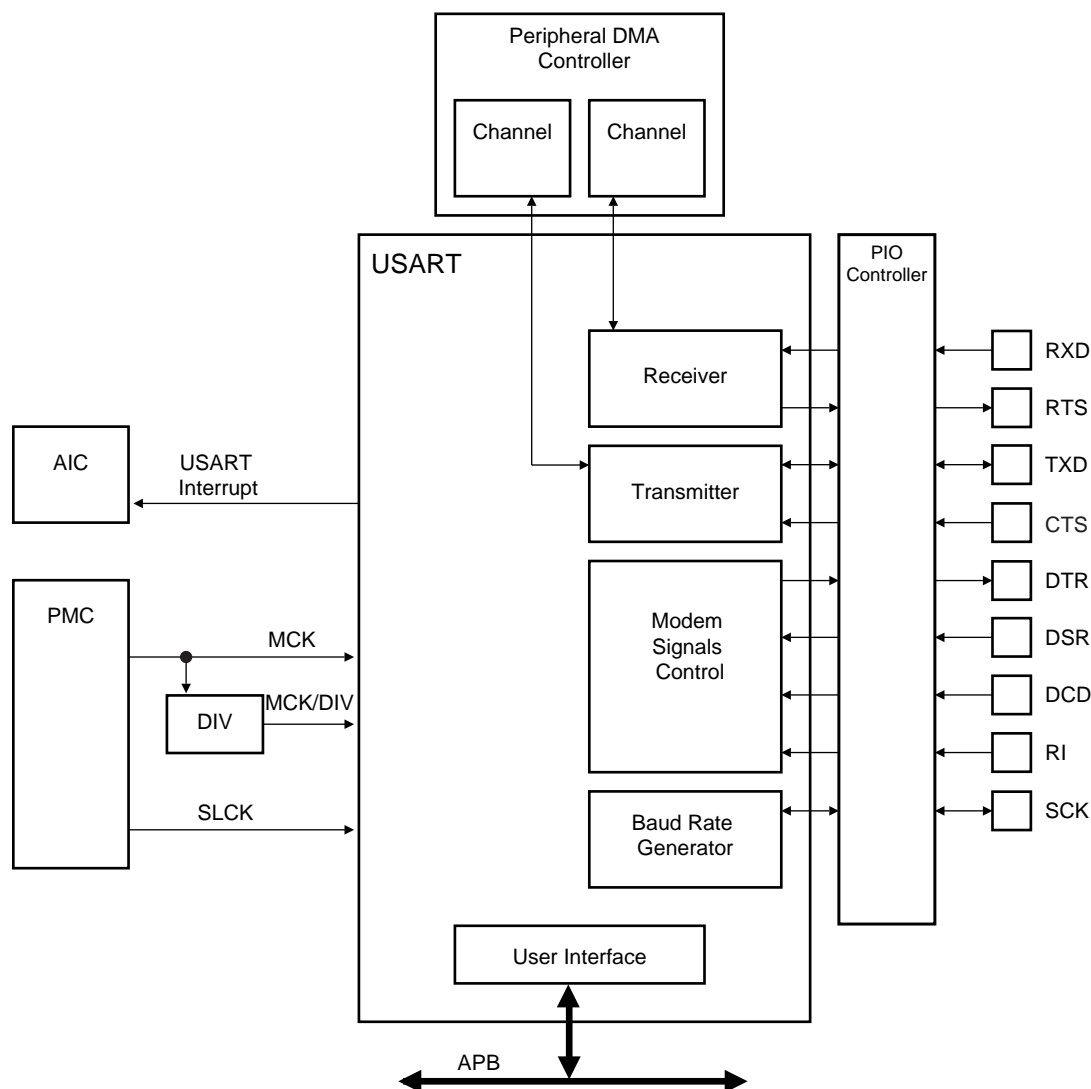 Peripheral DMA
Controller
Channel
Channel
USART
PIO
Controller
Receiver
RXD
RTS
AIC
USART
Interrupt
Transmitter
TXD
CTS
PMC
MCK
DIV
MCK/DIV
SLCK
Modem
Signals
Control
DTR
DSR
DCD
RI
Baud Rate
Generator
SCK
User Interface
APB